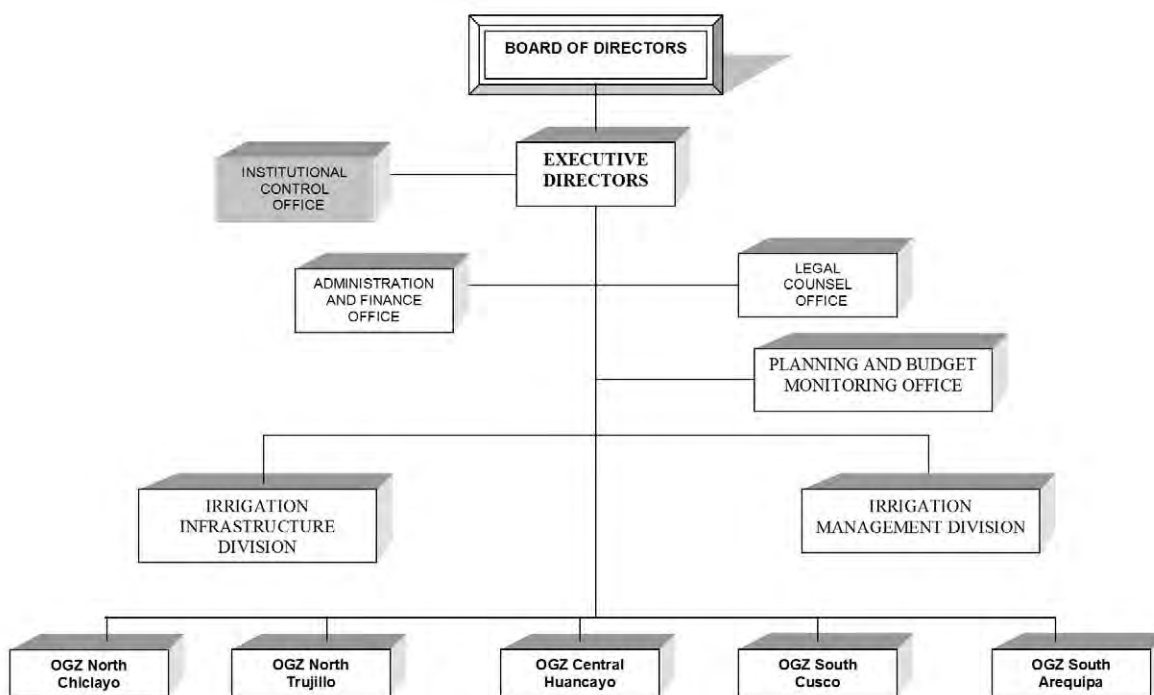 BOARD OF DIRECTORS
EXECUTIVE
DIRECTORS
INSTITUTIONAL
CONTROL
OFFICE
ADMINISTRATION
AND FINANCE
OFFICE
LEGAL
COUNSEL
OFFICE
PLANNING AND BUDGET
MONITORING OFFICE
IRRIGATION
INFRASTRUCTURE
DIVISION
IRRIGATION
MANAGEMENT DIVISION
OGZ North
Chiclayo
OGZ North
Trujillo
OGZ Central
Huancayo
OGZ South
Cusco
OGZ South
Arequipa